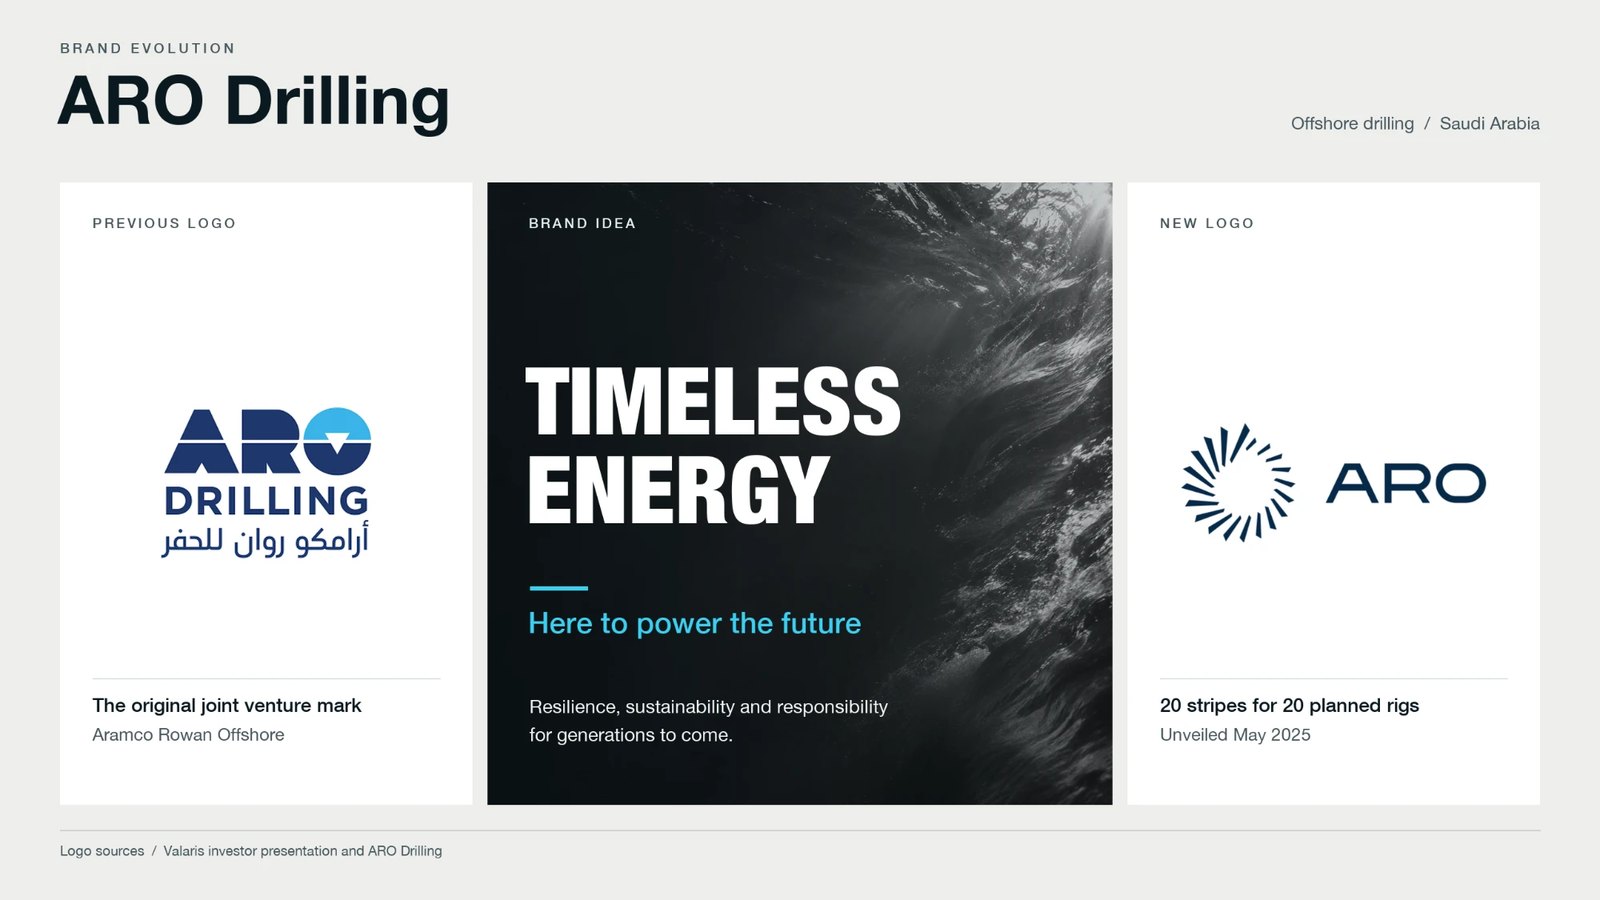 BRAND EVOLUTION
ARO Drilling
Offshore drilling / Saudi Arabia
PREVIOUS LOGO
ARO
DRILLING
أرامكو روان للحفر
The original joint venture mark
Aramco Rowan Offshore
BRAND IDEA
TIMELESS
ENERGY
Here to power the future
Resilience, sustainability and responsibility
for generations to come.
NEW LOGO
ARO
20 stripes for 20 planned rigs
Unveiled May 2025
Logo sources / Valaris investor presentation and ARO Drilling